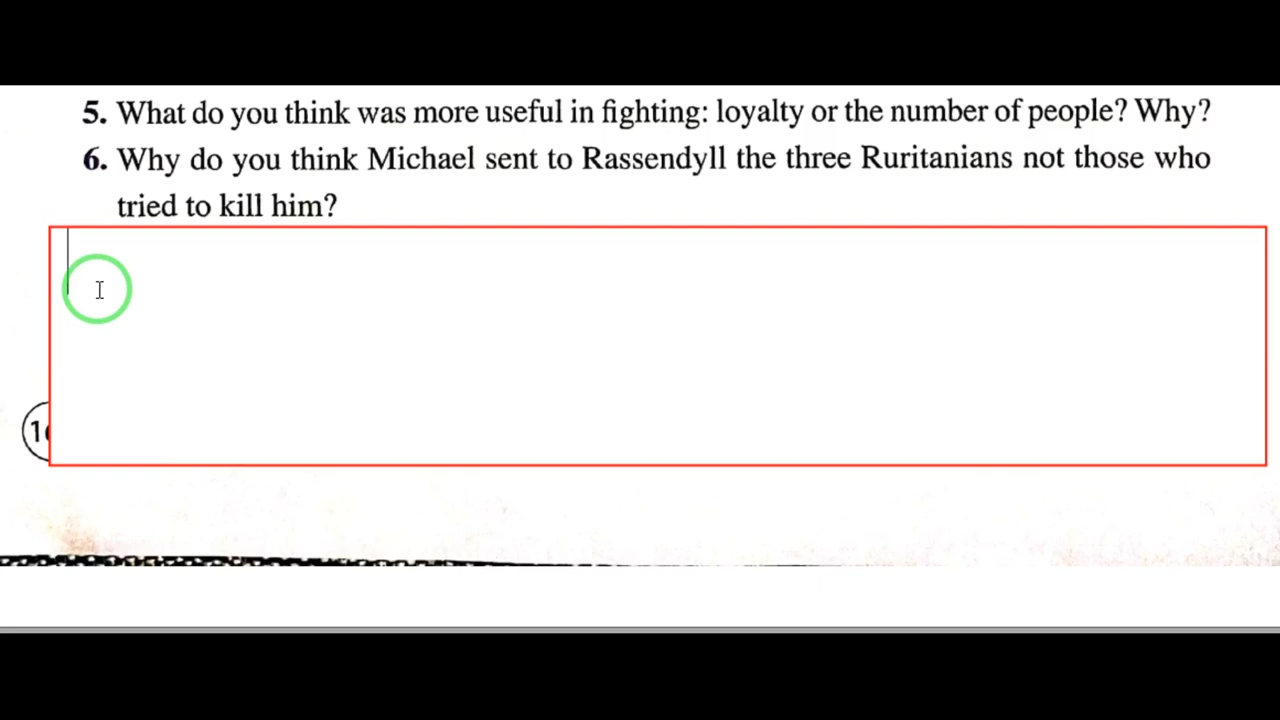 5. What do you think was more useful in fighting: loyalty or the number of people? Why?
6. Why do you think Michael sent to Rassendyll the three Ruritanians not those who
tried to kill him?